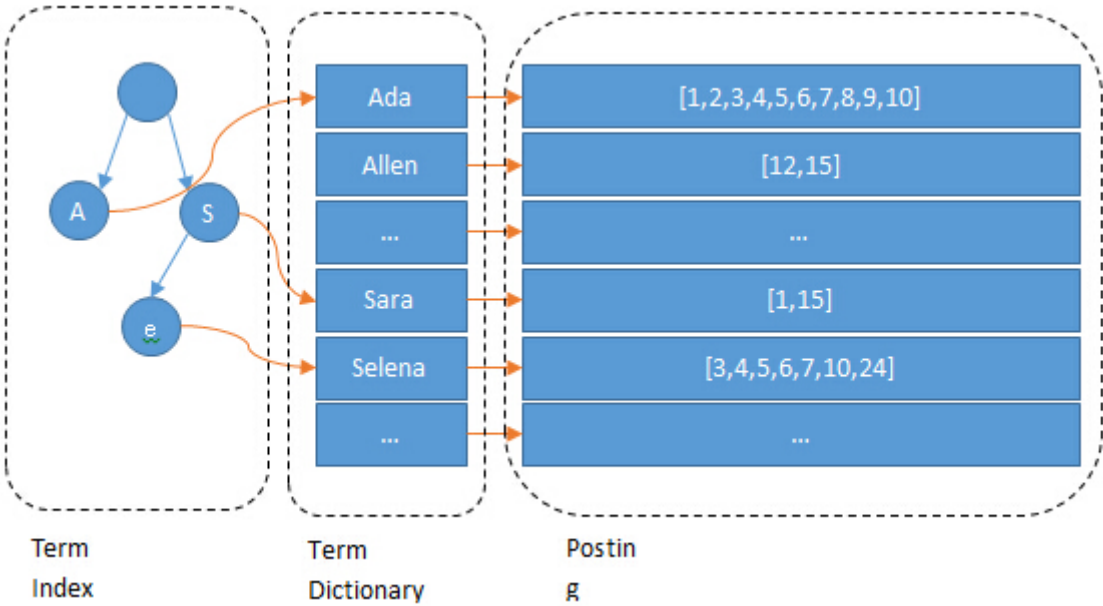 A
S
e
Ada
[1,2,3,4,5,6,7,8,9,10]
Allen
[12,15]
...
...
Sara
[1,15]
Selena
[3,4,5,6,7,10,24]
...
...
Term
Index
Term
Dictionary
Postin
g